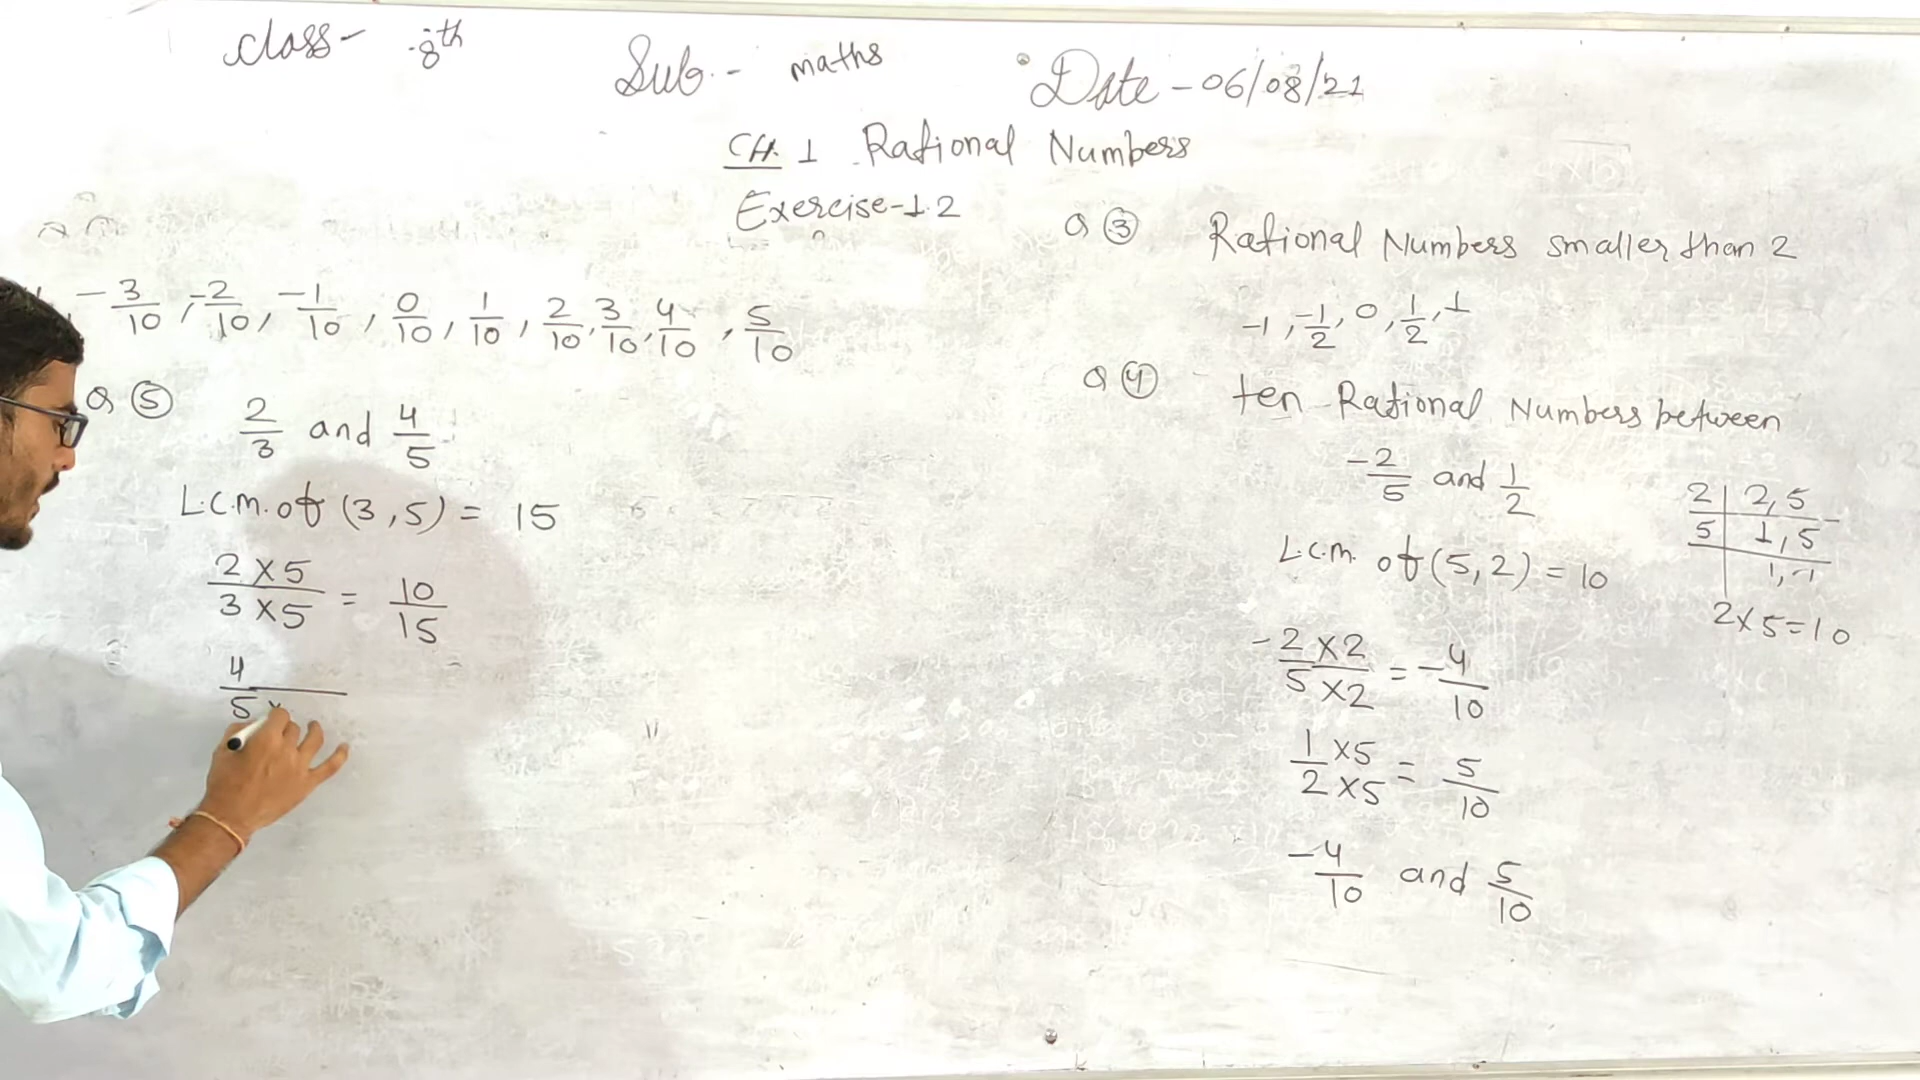 Class - 8th Sub. - maths Date - 06/08/21
CH. 1 Rational Numbers
Exercise-1.2
-3/10, -2/10, -1/10, 0/10, 1/10, 2/10, 3/10, 4/10, 5/10
Q ⑤ 2/3 and 4/5
L.C.M. of (3,5) = 15
2×5/3×5 = 10/15
4/5×
Q ③ Rational Numbers smaller than 2
-1, -1/2, 0, 1/2, 1
Q ④ ten Rational Numbers between
-2/5 and 1/2
L.C.M. of (5,2) = 10
2 | 2, 5
5 | 1, 5
1, 1
2×5=10
-2×2/5×2 = -4/10
1×5/2×5 = 5/10
-4/10 and 5/10